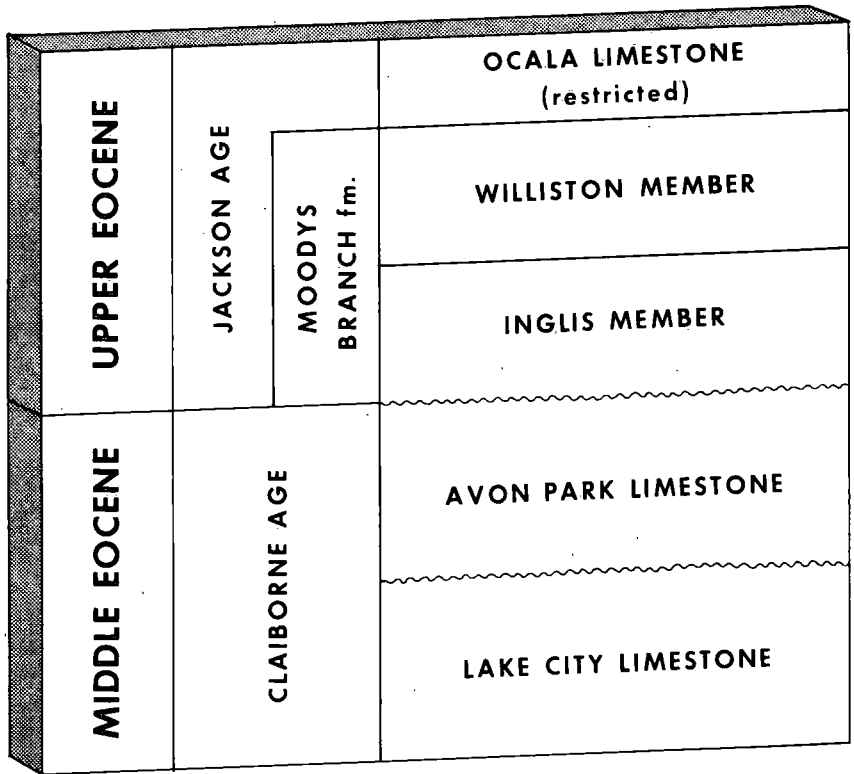 UPPER EOCENE
JACKSON AGE
MOODYS
BRANCH fm.
OCALA LIMESTONE
(restricted)
WILLISTON MEMBER
INGLIS MEMBER
MIDDLE EOCENE
CLAIBORNE AGE
AVON PARK LIMESTONE
LAKE CITY LIMESTONE